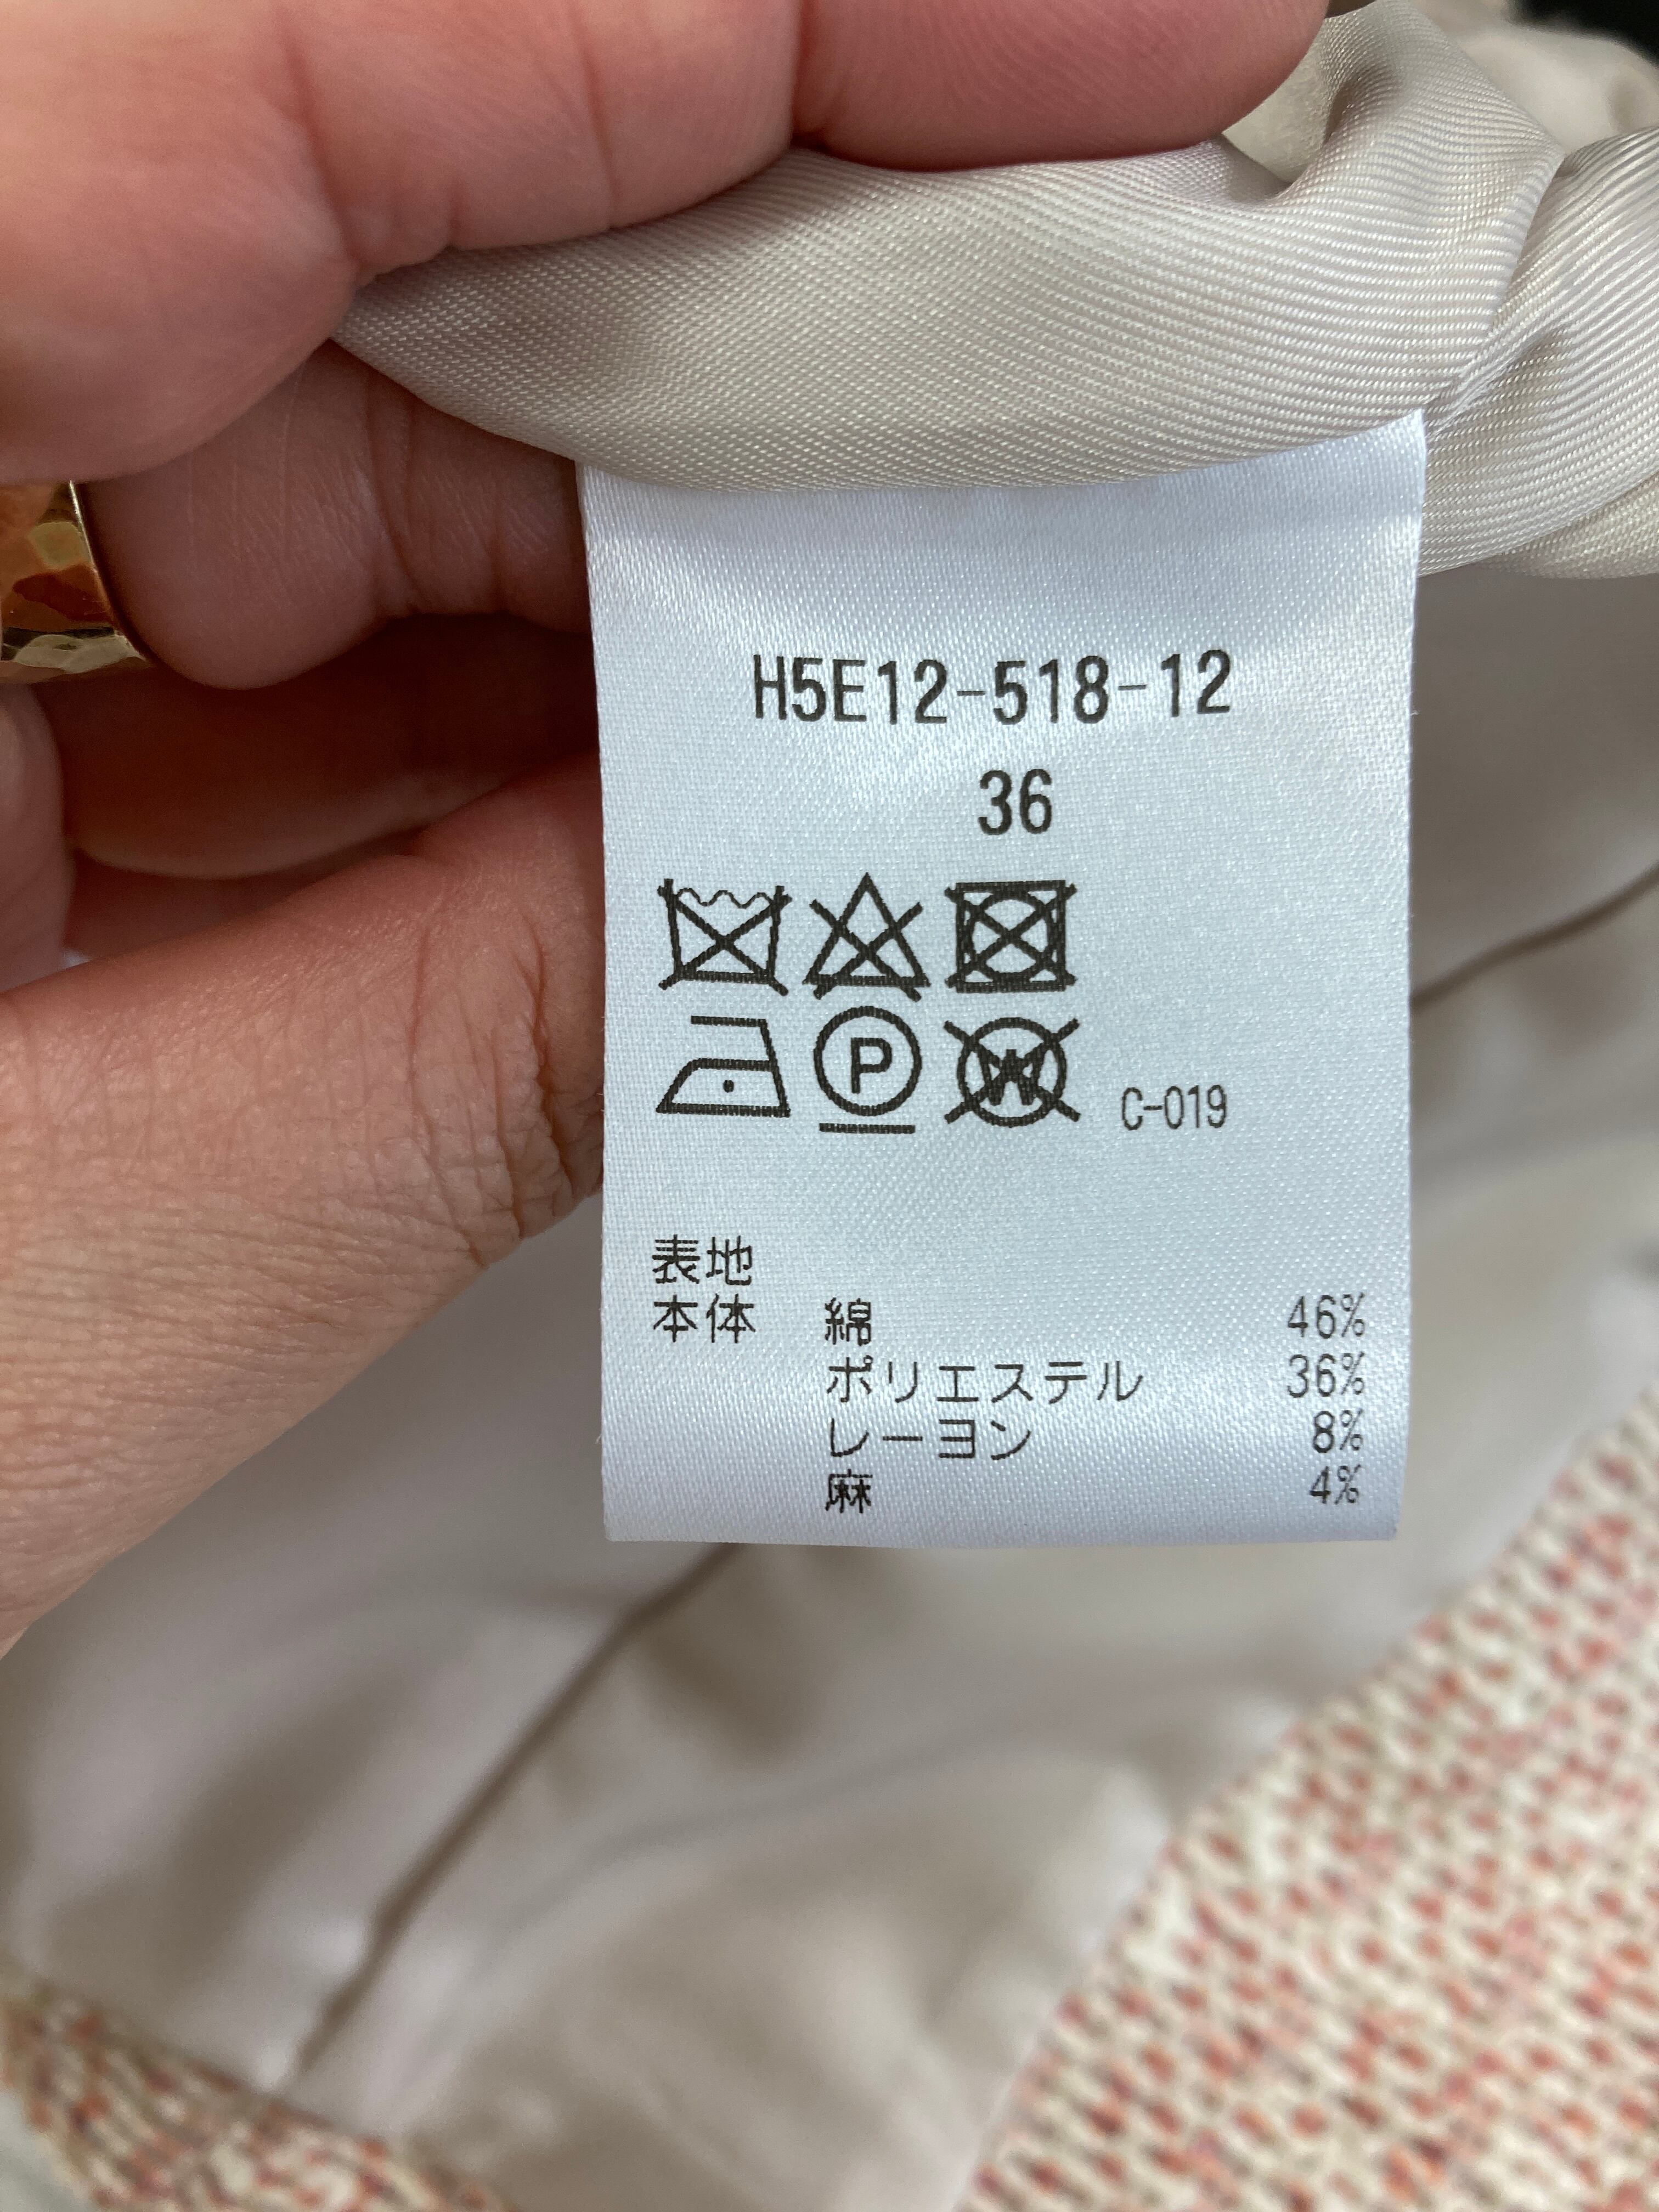 H5E12-518-12
36
P W C-019
表地
本体 綿 46%
ポリエステル 36%
レーヨン 8%
麻 4%